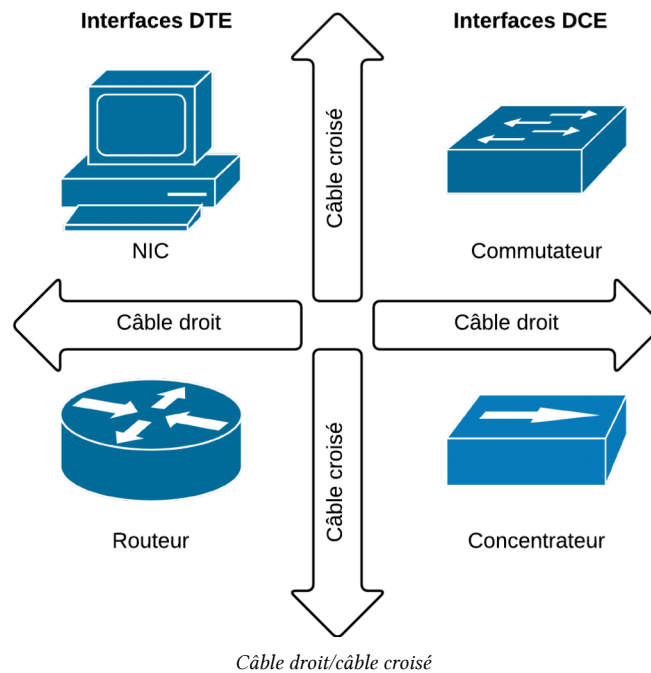 Interfaces DTE
Interfaces DCE
Câble croisé
NIC
Commutateur
Câble droit
Câble droit
Routeur
Câble croisé
Concentrateur
Câble droit/câble croisé